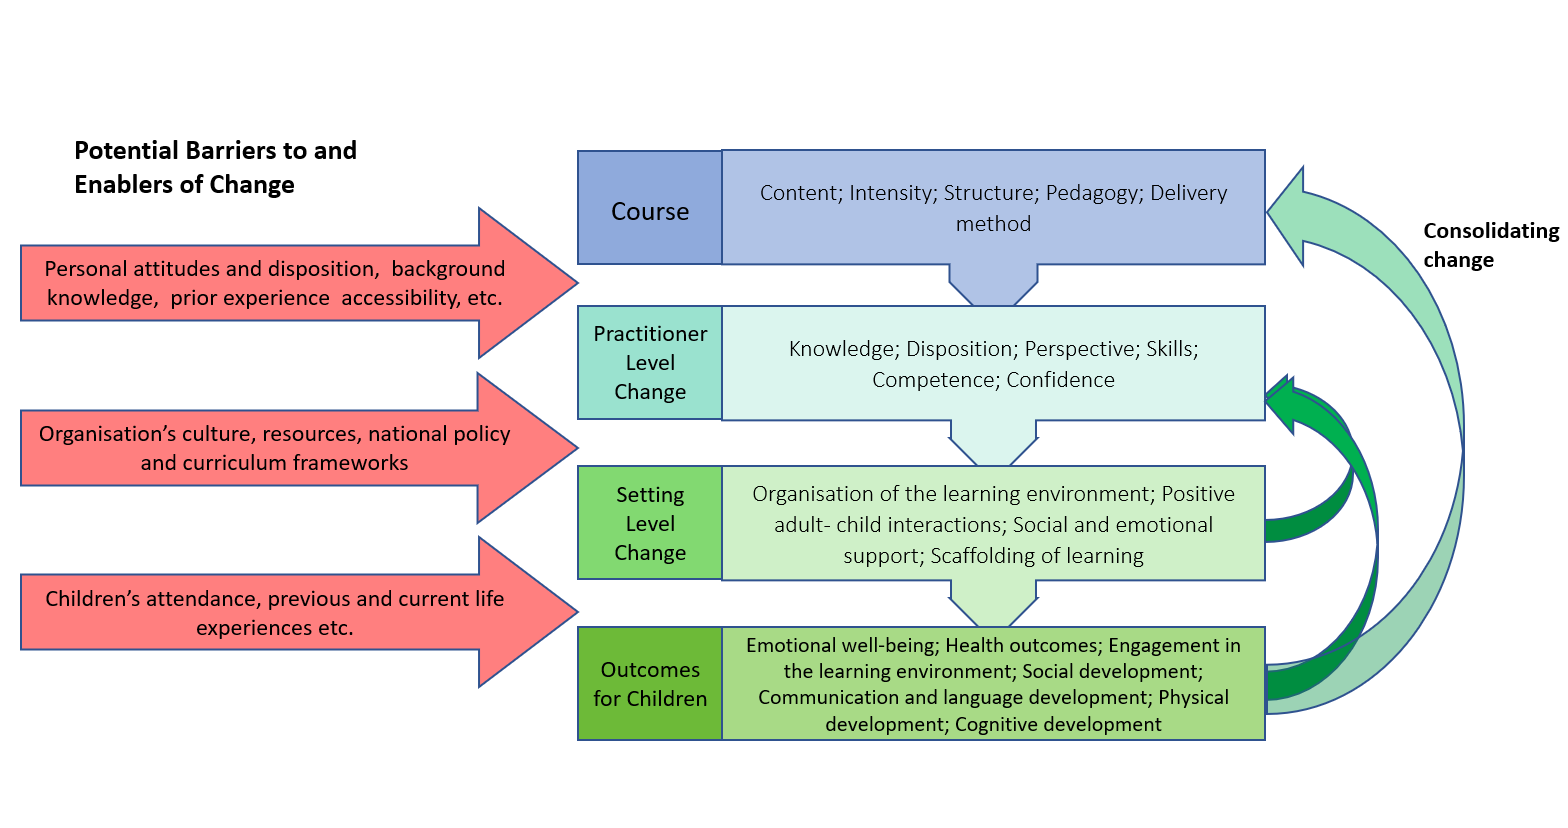 Potential Barriers to and
Enablers of Change
Personal attitudes and disposition,  background
knowledge,  prior experience  accessibility, etc.
Organisation’s culture, resources, national policy
and curriculum frameworks
Children’s attendance, previous and current life
experiences etc.
Course
Content; Intensity; Structure; Pedagogy; Delivery
method
Practitioner
Level
Change
Knowledge; Disposition; Perspective; Skills;
Competence; Confidence
Setting
Level
Change
Organisation of the learning environment; Positive
adult- child interactions; Social and emotional
support; Scaffolding of learning
Outcomes
for Children
Emotional well-being; Health outcomes; Engagement in
the learning environment; Social development;
Communication and language development; Physical
development; Cognitive development
Consolidating
change